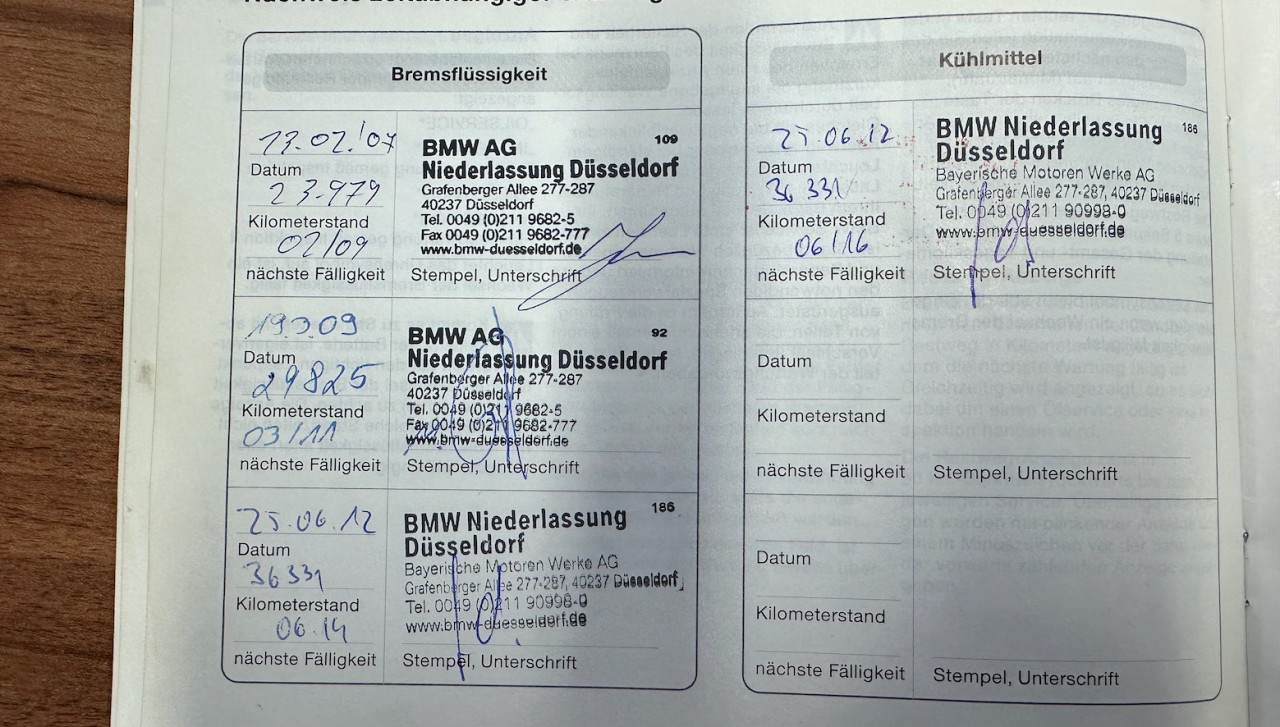 Bremsflüssigkeit
13.02.'07
Datum
23.979
Kilometerstand
02/09
nächste Fälligkeit
BMW AG 109
Niederlassung Düsseldorf
Grafenberger Allee 277-287
40237 Düsseldorf
Tel. 0049 (0)211 9682-5
Fax 0049 (0)211 9682-777
www.bmw-duesseldorf.de
Stempel, Unterschrift
Datum
29825
Kilometerstand
03/11
nächste Fälligkeit
BMW AG 92
Niederlassung Düsseldorf
Grafenberger Allee 277-287
40237 Düsseldorf
Tel. 0049 (0)211 9682-5
Fax 0049 (0)211 9682-777
www.bmw-duesseldorf.de
Stempel, Unterschrift
25.06.12
Datum
36331
Kilometerstand
06.14
nächste Fälligkeit
BMW Niederlassung 186
Düsseldorf
Bayerische Motoren Werke AG
Grafenberger Allee 277-287, 40237 Düsseldorf
Tel. 0049 (0)211 90998-0
www.bmw-duesseldorf.de
Stempel, Unterschrift
Kühlmittel
25.06.12
Datum
36331
Kilometerstand
06/16
nächste Fälligkeit
BMW Niederlassung 186
Düsseldorf
Bayerische Motoren Werke AG
Grafenberger Allee 277-287, 40237 Düsseldorf
Tel. 0049 (0)211 90998-0
www.bmw-duesseldorf.de
Stempel, Unterschrift
Datum
Kilometerstand
nächste Fälligkeit
Stempel, Unterschrift
Datum
Kilometerstand
nächste Fälligkeit
Stempel, Unterschrift